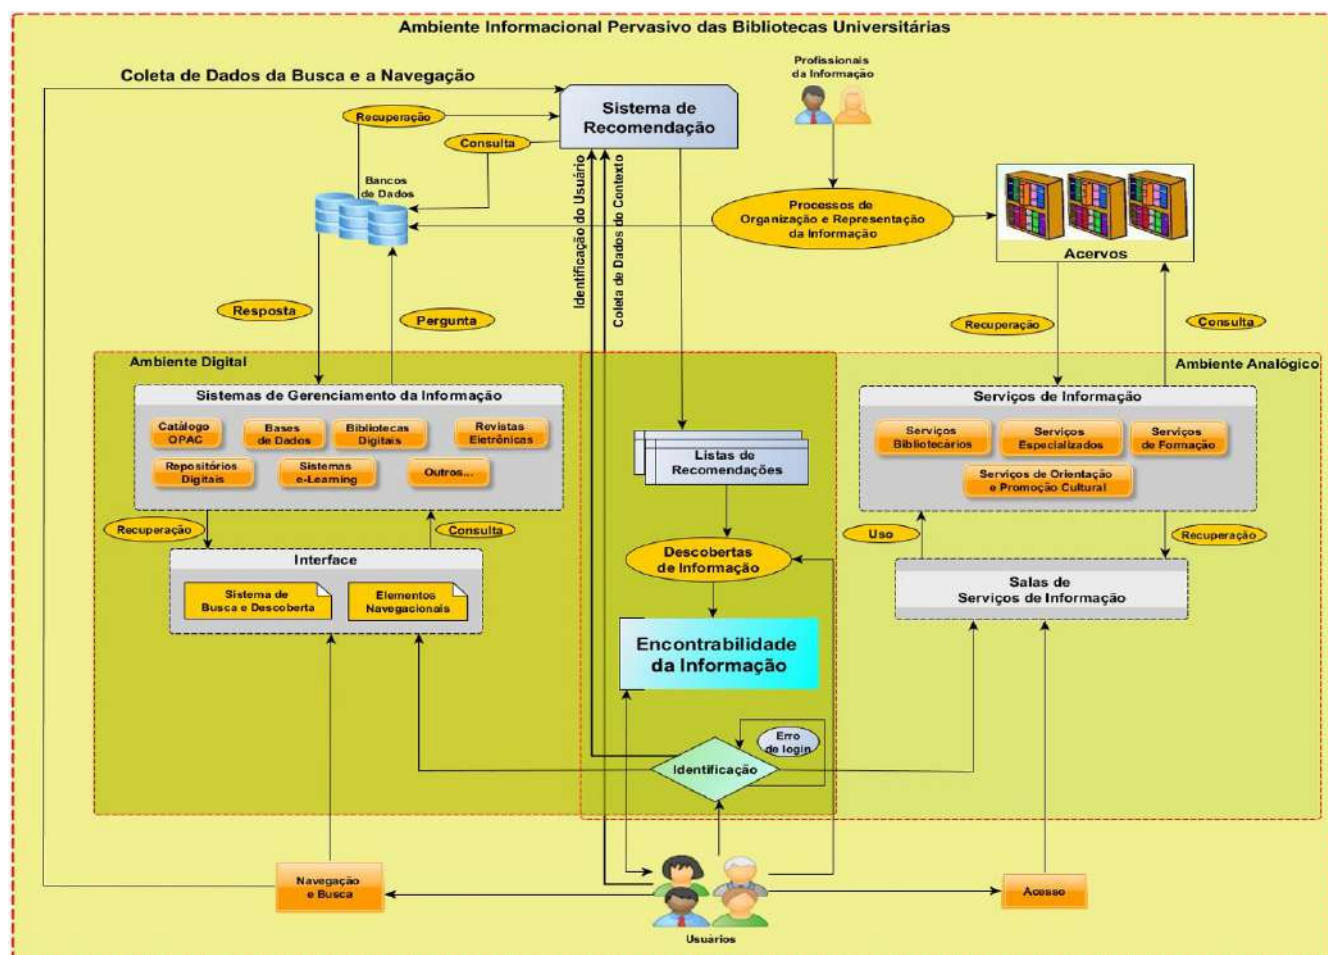 Ambiente Informacional Pervasivo das Bibliotecas Universitárias
Coleta de Dados da Busca e a Navegação
Profissionais
da Informação
Recuperação
Sistema de
Recomendação
Consulta
Bancos
de Dados
Identificação do Usuário
Coleta de Dados do Contexto
Processos de
Organização e Representação
da Informação
Acervos
Resposta
Pergunta
Recuperação
Consulta
Ambiente Digital
Ambiente Analógico
Sistemas de Gerenciamento da Informação
Catálogo
OPAC
Bases
de Dados
Bibliotecas
Digitais
Revistas
Eletrônicas
Repositórios
Digitais
Sistemas
e-Learning
Outros...
Listas de
Recomendações
Serviços de Informação
Serviços
Bibliotecários
Serviços
Especializados
Serviços
de Formação
Serviços de Orientação
e Promoção Cultural
Recuperação
Consulta
Interface
Sistema de
Busca e Descoberta
Elementos
Navegacionais
Descobertas
de Informação
Uso
Recuperação
Salas de
Serviços de Informação
Encontrabilidade
da Informação
Erro
de login
Identificação
Navegação
e Busca
Acesso
Usuários